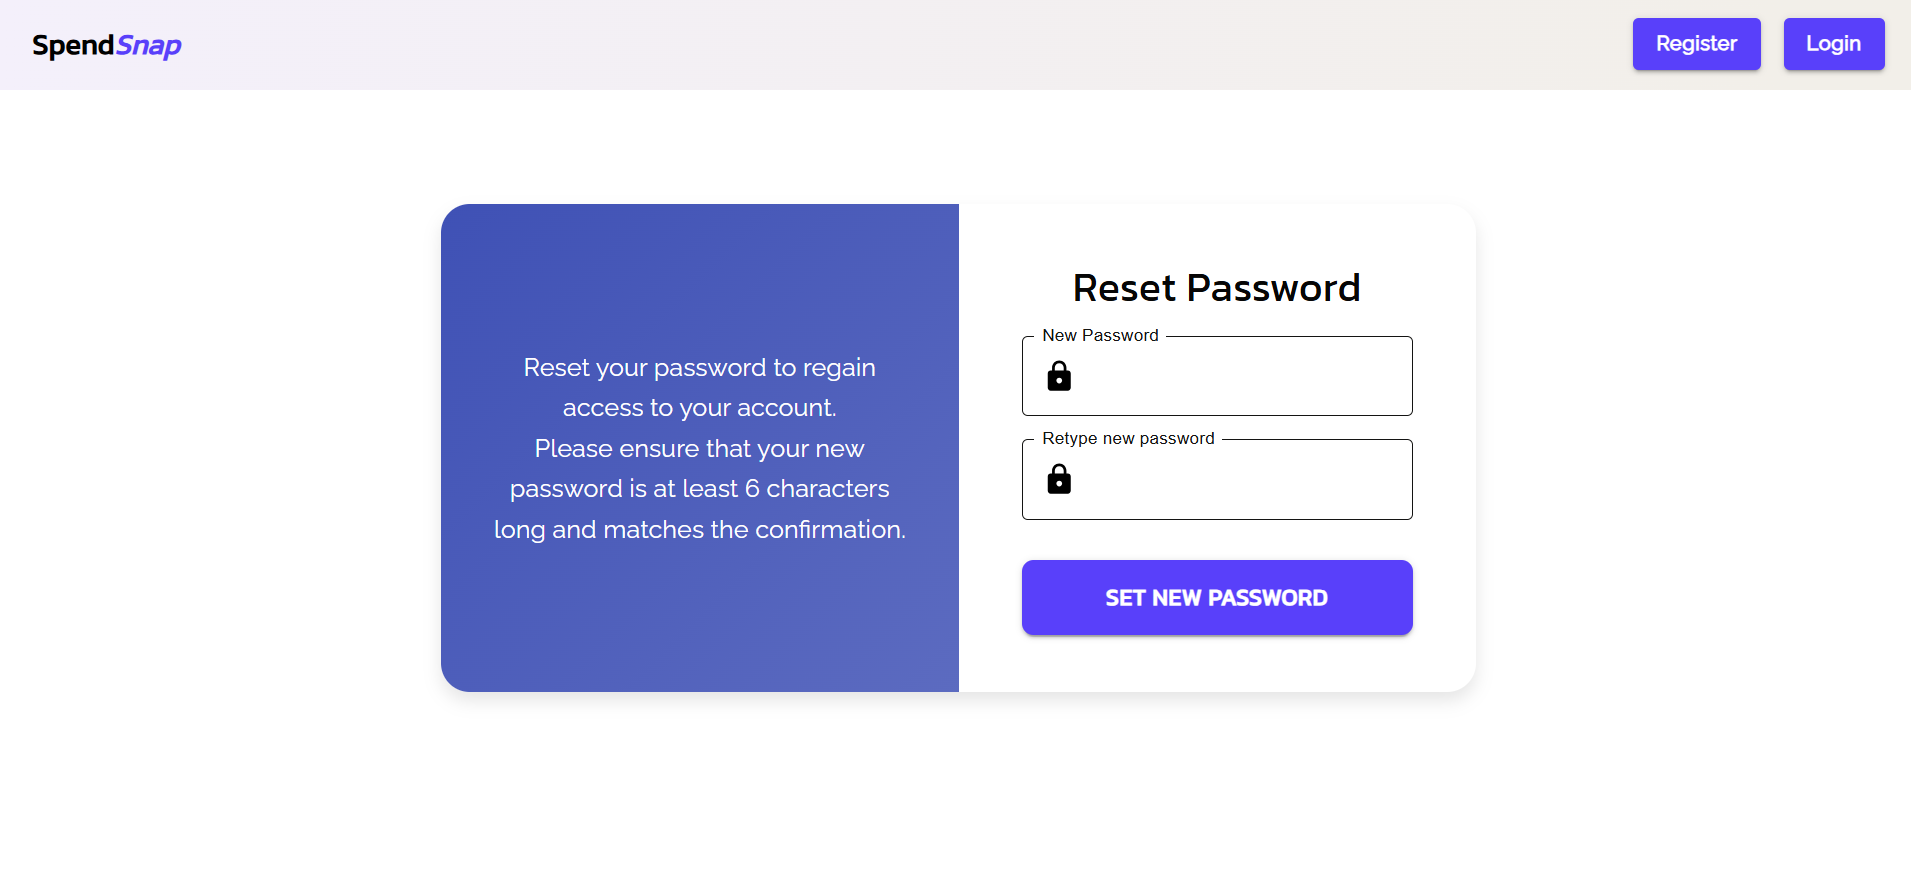 SpendSnap
Register
Login
Reset your password to regain
access to your account.
Please ensure that your new
password is at least 6 characters
long and matches the confirmation.
Reset Password
New Password
Retype new password
SET NEW PASSWORD